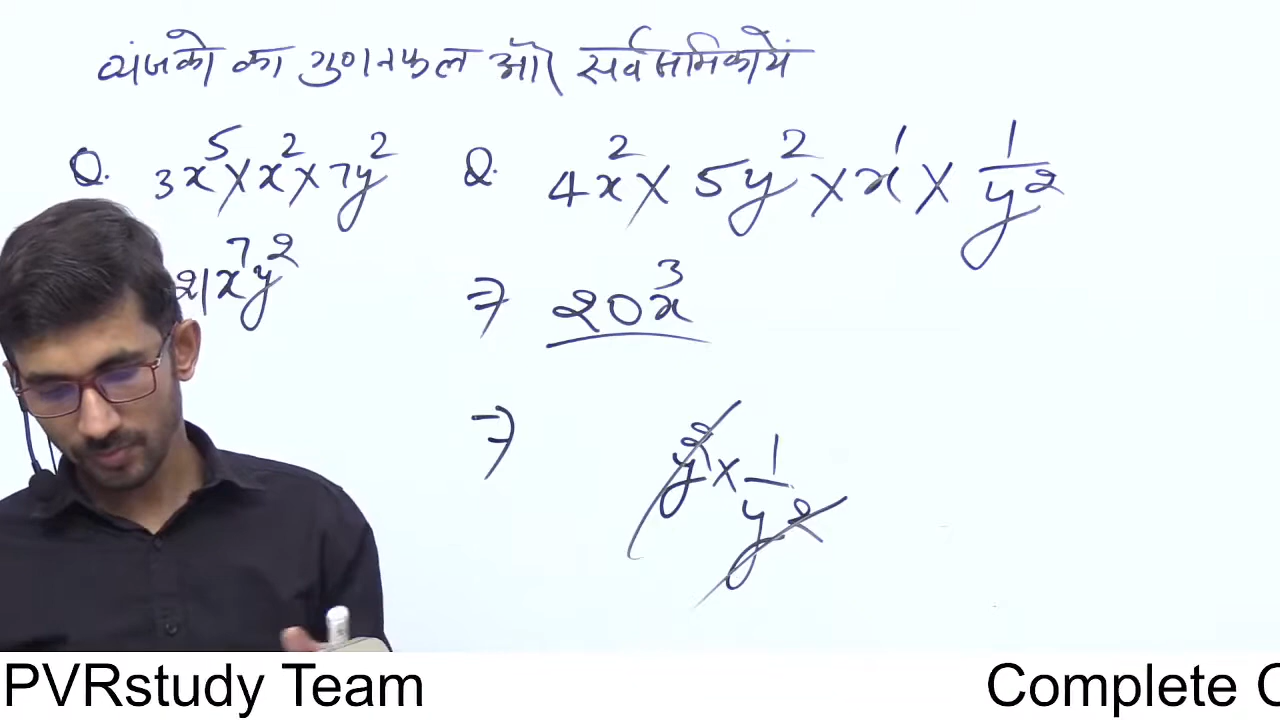 व्यंजको का गुणनफल और सर्वसमिकायें
Q. 3x⁵ × x² × 7y²
21x⁷y²
Q. 4x² × 5y² × x¹ × 1/y²
⇒ 20x³
⇒ y² × 1/y²
PVRstudy Team Complete C